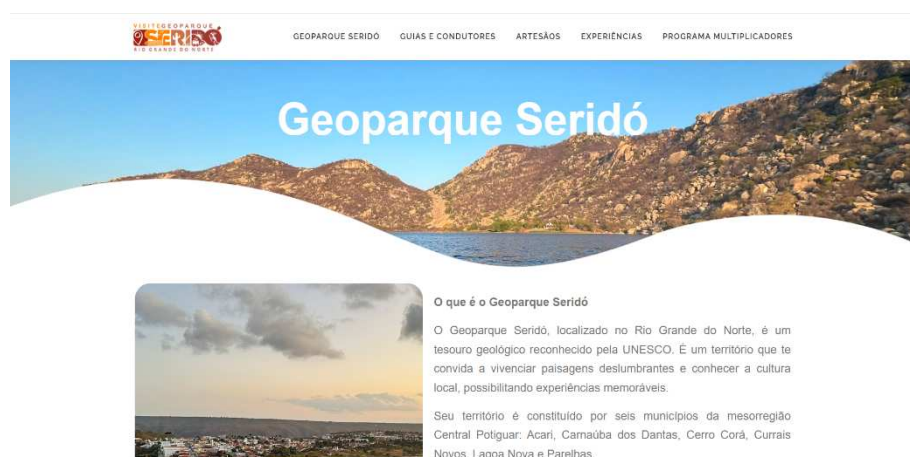 VISITEGEOPARQUE
SERIDÓ
RIO GRANDE DO NORTE
GEOPARQUE SERIDÓ GUIAS E CONDUTORES ARTESÃOS EXPERIÊNCIAS PROGRAMA MULTIPLICADORES
Geoparque Seridó
O que é o Geoparque Seridó
O Geoparque Seridó, localizado no Rio Grande do Norte, é um
tesouro geológico reconhecido pela UNESCO. É um território que te
convida a vivenciar paisagens deslumbrantes e conhecer a cultura
local, possibilitando experiências memoráveis.
Seu território é constituído por seis municípios da mesorregião
Central Potiguar: Acari, Carnaúba dos Dantas, Cerro Corá, Currais
Novos, Lagoa Nova e Parelhas.